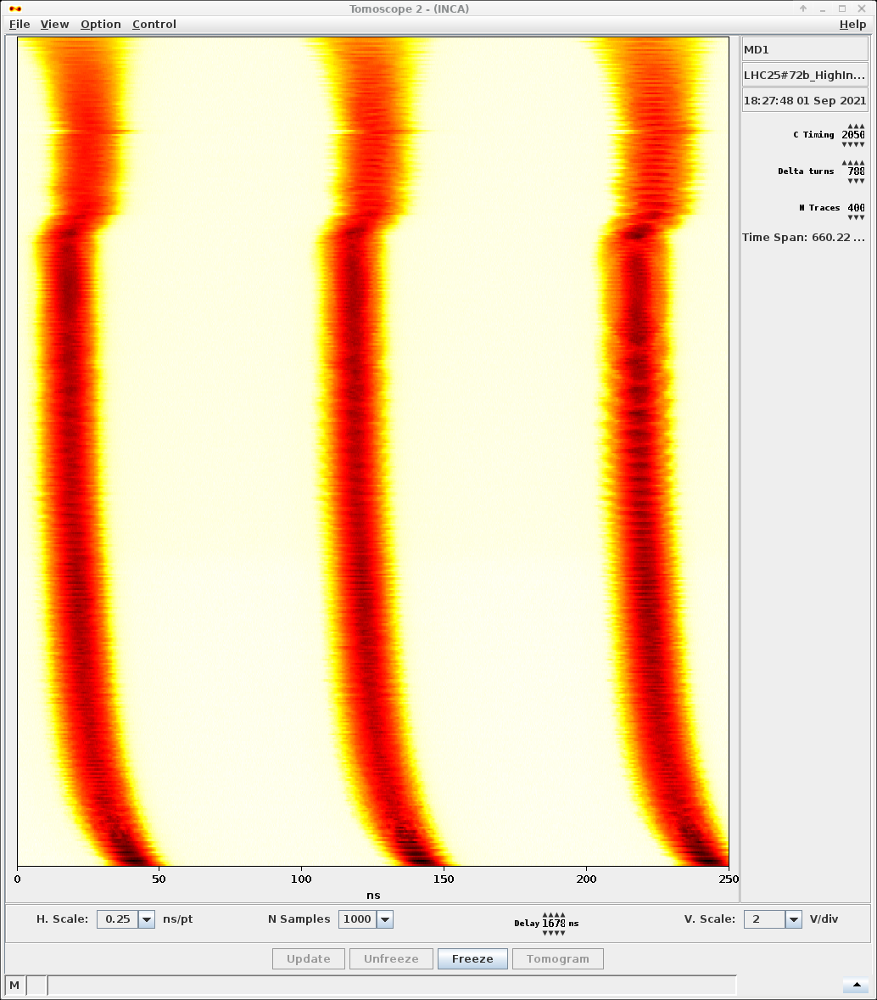 Tomoscope 2 - (INCA)
File View Option Control Help
MD1
LHC25#72b_HighIn...
18:27:48 01 Sep 2021
C Timing 2050
Delta turns 788
N Traces 400
Time Span: 660.22 ...
0 50 100 150 200 250
ns
H. Scale: 0.25 ns/pt N Samples 1000 Delay 1678 ns V. Scale: 2 V/div
Update Unfreeze Freeze Tomogram
M